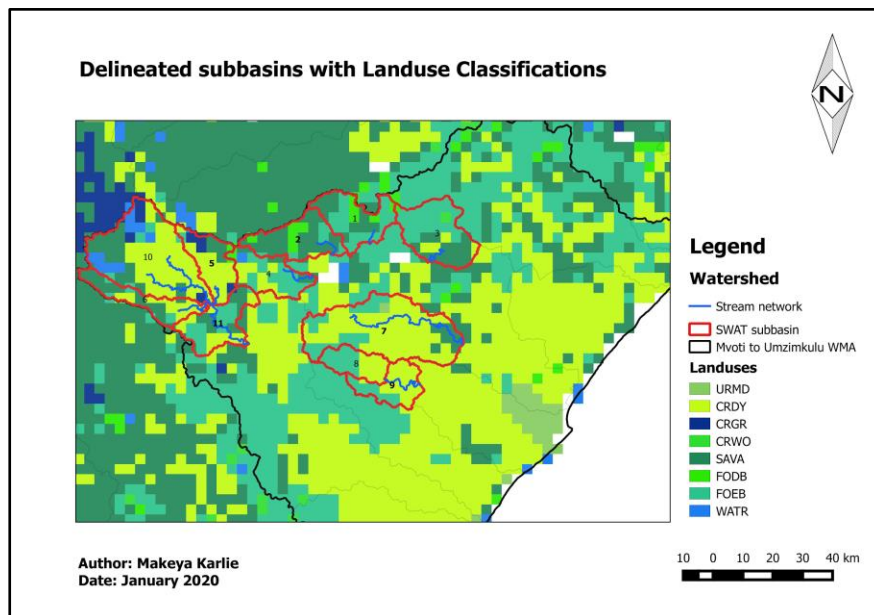 Delineated subbasins with Landuse Classifications
N
1
2
3
10
5
4
6
11
7
8
9
Legend
Watershed
Stream network
SWAT subbasin
Mvoti to Umzimkulu WMA
Landuses
URMD
CRDY
CRGR
CRWO
SAVA
FODB
FOEB
WATR
Author: Makeya Karlie
Date: January 2020
10 0 10 20 30 40 km